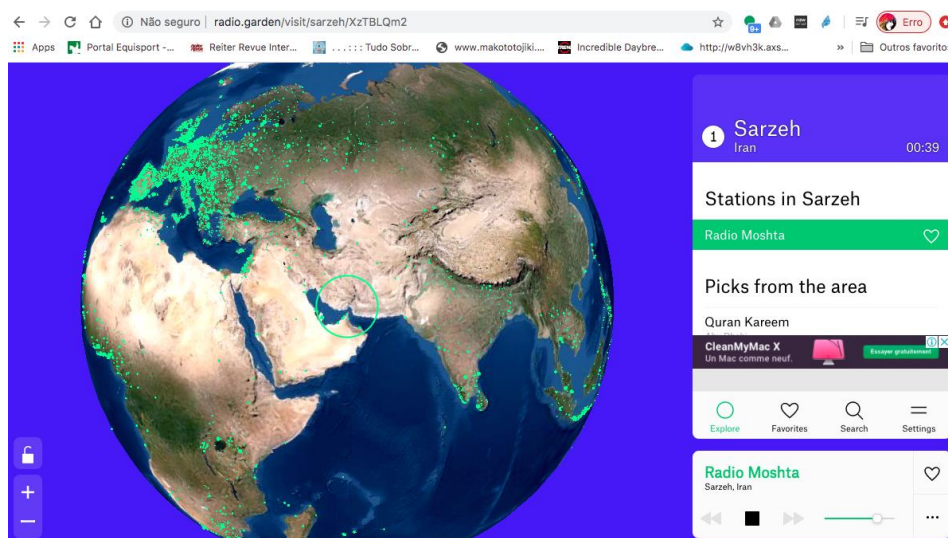 Não seguro | radio.garden/visit/sarzeh/XzTBLQm2
9+
VIEW
Erro
Apps
Portal Equisport -...
Reiter Revue Inter...
...::: Tudo Sobr...
www.makototojiki....
Incredible Daybre...
http://w8vh3k.axs...
»
Outros favorito
1
Sarzeh
Iran
00:39
Stations in Sarzeh
Radio Moshta
Picks from the area
Quran Kareem
CleanMyMac X
Un Mac comme neuf.
Essayer gratuitement
Explore
Favorites
Search
Settings
Radio Moshta
Sarzeh, Iran